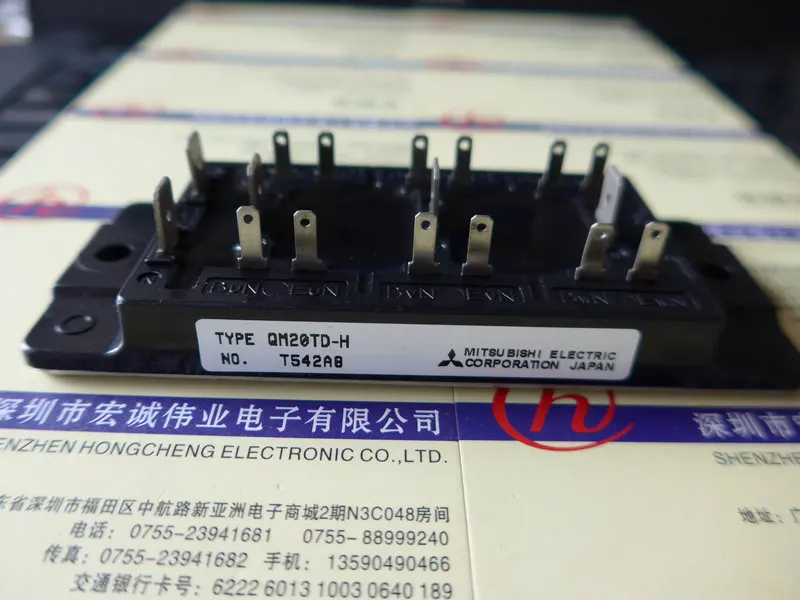 TYPE QM20TD-H
NO. T542A8
MITSUBISHI ELECTRIC
CORPORATION JAPAN
深圳市宏诚伟业电子有限公司
SHENZHEN HONGCHENG ELECTRONIC CO.,LTD.
东省深圳市福田区中航路新亚洲电子商城2期N3C048房间
电话: 0755-23941681 0755-88999240
传真: 0755-23941682 手机: 13590490466
交通银行卡号: 6222 6013 1003 0640 189
h
深圳市宏
SHENZHEN
地址: 广